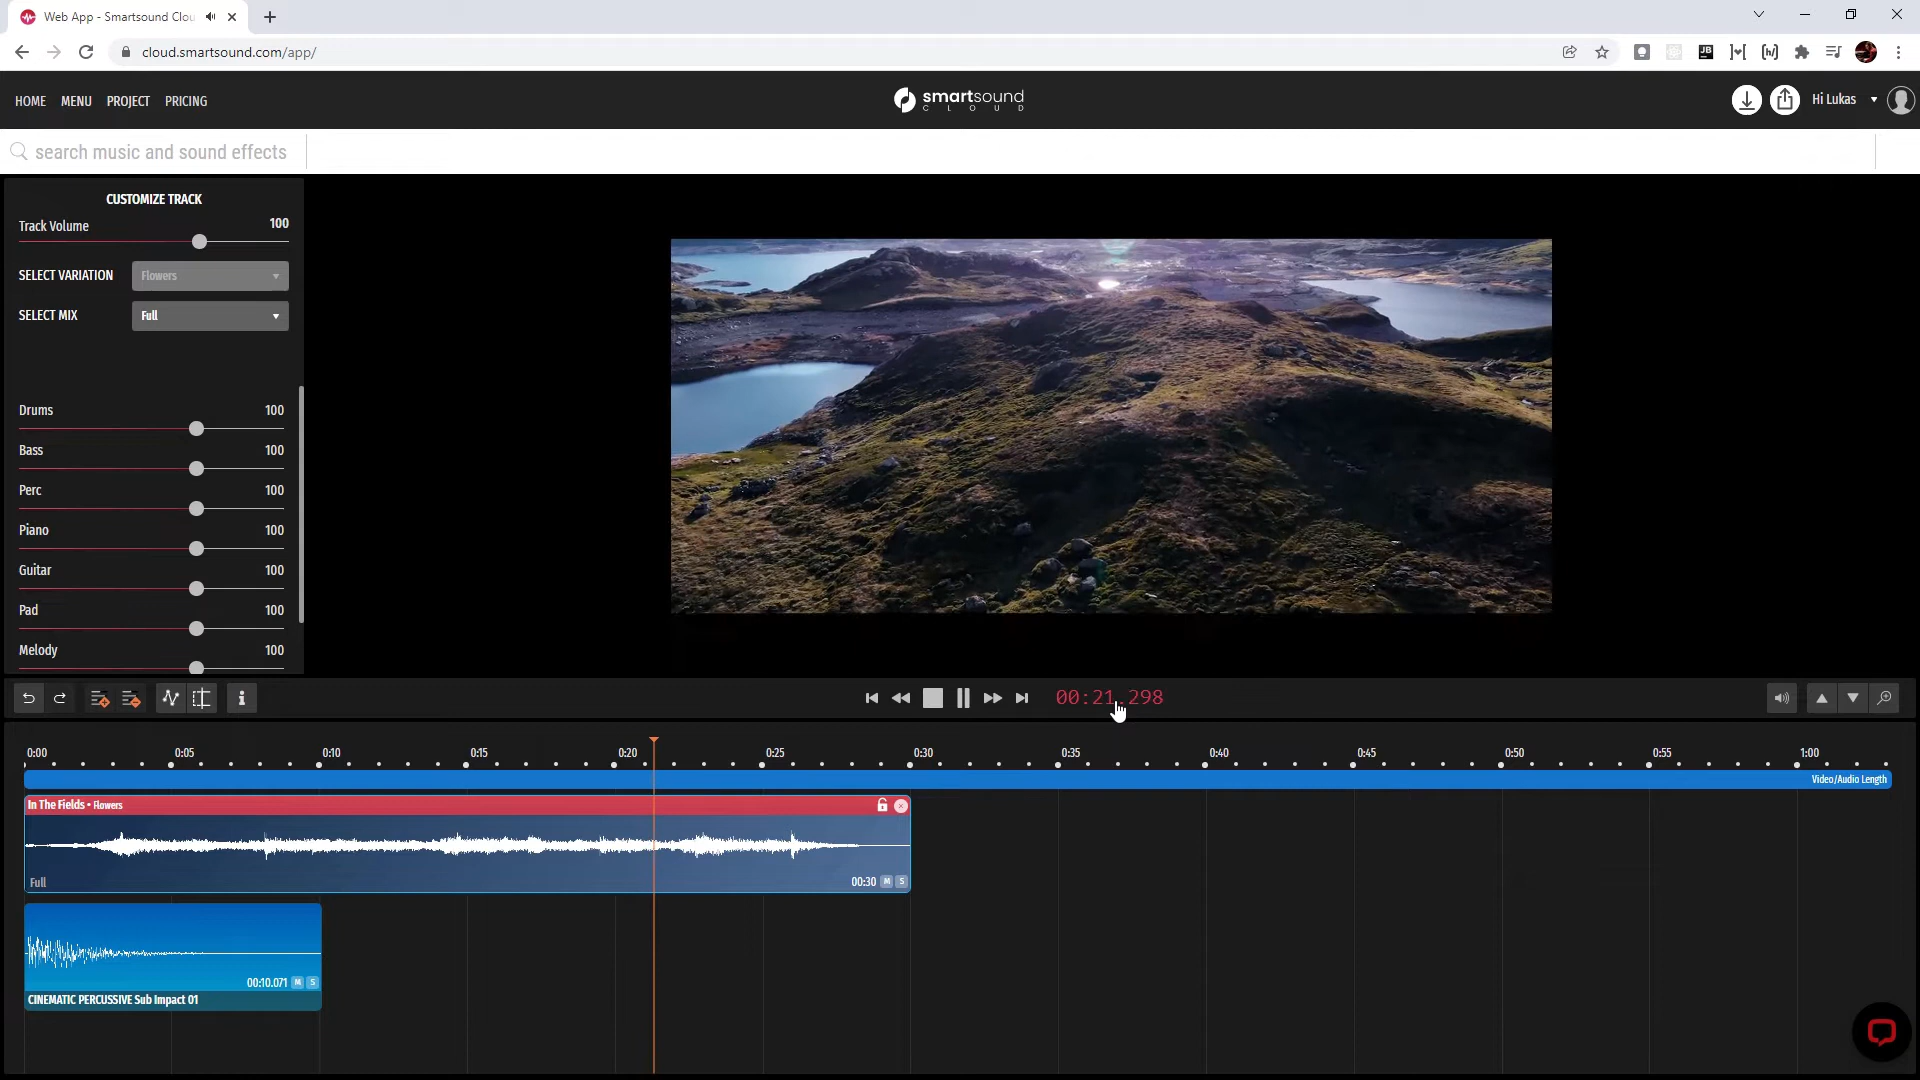 Web App - Smartsound Clou
cloud.smartsound.com/app/
JB
HOME MENU PROJECT PRICING
smartsound
CLOUD
Hi Lukas
search music and sound effects
CUSTOMIZE TRACK
Track Volume 100
SELECT VARIATION Flowers
SELECT MIX Full
Drums 100
Bass 100
Perc 100
Piano 100
Guitar 100
Pad 100
Melody 100
00:21.298
0:00 0:05 0:10 0:15 0:20 0:25 0:30 0:35 0:40 0:45 0:50 0:55 1:00
Video/Audio Length
In The Fields • Flowers
Full 00:30 M S
00:10.071 M S
CINEMATIC PERCUSSIVE Sub Impact 01